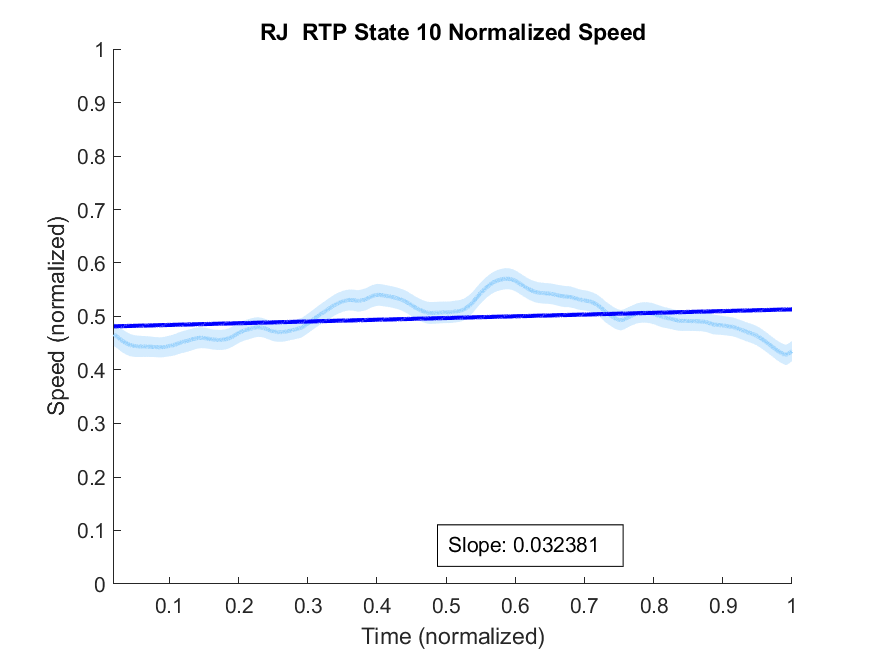 RJ  RTP State 10 Normalized Speed
1
0.9
0.8
0.7
0.6
0.5
0.4
0.3
0.2
0.1
0
Speed (normalized)
Slope: 0.032381
0.1 0.2 0.3 0.4 0.5 0.6 0.7 0.8 0.9 1
Time (normalized)